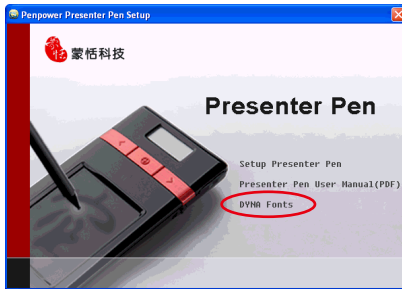 Penpower Presenter Pen Setup
蒙恬科技
Presenter Pen
Setup Presenter Pen
Presenter Pen User Manual(PDF)
DYNA Fonts